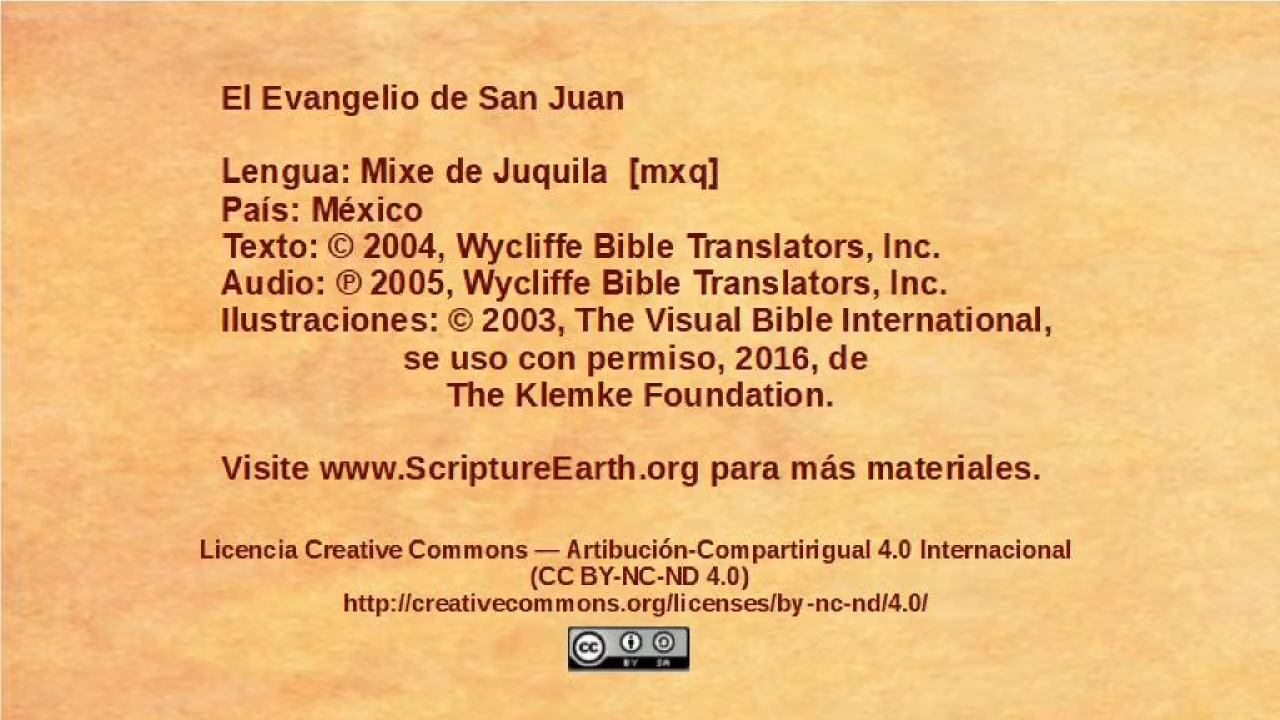 El Evangelio de San Juan
Lengua: Mixe de Juquila [mxq]
País: México
Texto: © 2004, Wycliffe Bible Translators, Inc.
Audio: ℗ 2005, Wycliffe Bible Translators, Inc.
Ilustraciones: © 2003, The Visual Bible International,
se uso con permiso, 2016, de
The Klemke Foundation.
Visite www.ScriptureEarth.org para más materiales.
Licencia Creative Commons — Artibución-Compartirigual 4.0 Internacional
(CC BY-NC-ND 4.0)
http://creativecommons.org/licenses/by-nc-nd/4.0/
cc BY SA